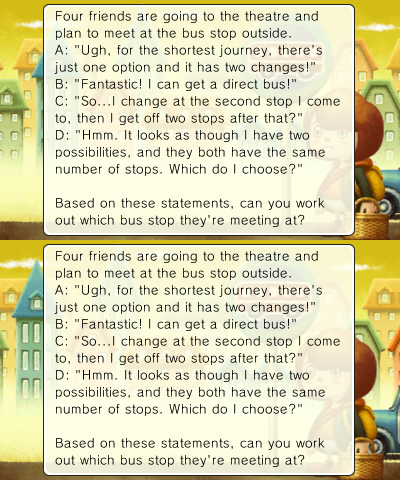 Four friends are going to the theatre and
plan to meet at the bus stop outside.
A: "Ugh, for the shortest journey, there's
just one option and it has two changes!"
B: "Fantastic! I can get a direct bus!"
C: "So...I change at the second stop I come
to, then I get off two stops after that?"
D: "Hmm. It looks as though I have two
possibilities, and they both have the same
number of stops. Which do I choose?"
Based on these statements, can you work
out which bus stop they're meeting at?
Four friends are going to the theatre and
plan to meet at the bus stop outside.
A: "Ugh, for the shortest journey, there's
just one option and it has two changes!"
B: "Fantastic! I can get a direct bus!"
C: "So...I change at the second stop I come
to, then I get off two stops after that?"
D: "Hmm. It looks as though I have two
possibilities, and they both have the same
number of stops. Which do I choose?"
Based on these statements, can you work
out which bus stop they're meeting at?